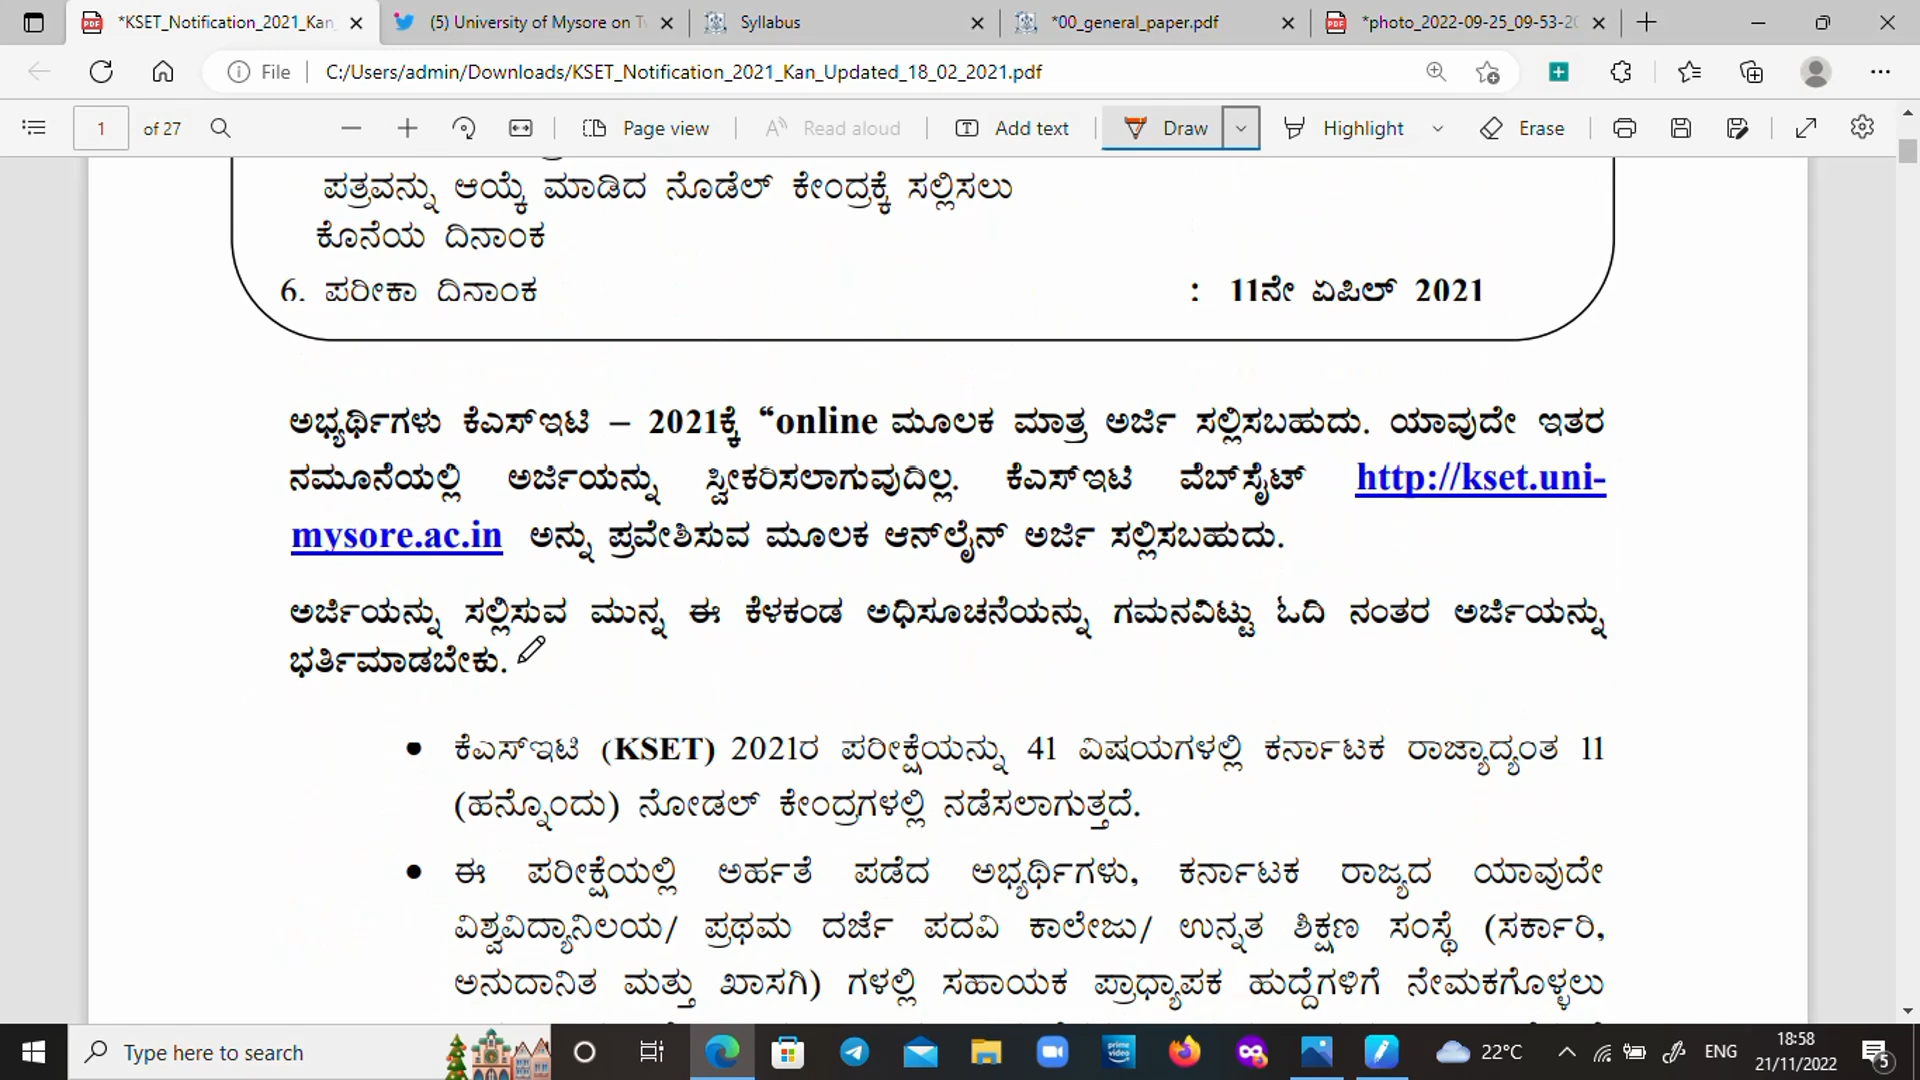 *KSET_Notification_2021_Kan_
(5) University of Mysore on Tw
Syllabus
*00_general_paper.pdf
*photo_2022-09-25_09-53-20
File
C:/Users/admin/Downloads/KSET_Notification_2021_Kan_Updated_18_02_2021.pdf
1 of 27
Page view
Read aloud
Add text
Draw
Highlight
Erase
ಪತ್ರವನ್ನು ಆಯ್ಕೆ ಮಾಡಿದ ನೊಡೆಲ್ ಕೇಂದ್ರಕ್ಕೆ ಸಲ್ಲಿಸಲು
ಕೊನೆಯ ದಿನಾಂಕ
6. ಪರೀಕ್ಷಾ ದಿನಾಂಕ : 11ನೇ ಏಪ್ರಿಲ್ 2021
ಅಭ್ಯರ್ಥಿಗಳು ಕೆಎಸ್‌ಇಟಿ – 2021ಕ್ಕೆ “online ಮೂಲಕ ಮಾತ್ರ ಅರ್ಜಿ ಸಲ್ಲಿಸಬಹುದು. ಯಾವುದೇ ಇತರ
ನಮೂನೆಯಲ್ಲಿ ಅರ್ಜಿಯನ್ನು ಸ್ವೀಕರಿಸಲಾಗುವುದಿಲ್ಲ. ಕೆಎಸ್‌ಇಟಿ ವೆಬ್‌ಸೈಟ್ http://kset.uni-
mysore.ac.in ಅನ್ನು ಪ್ರವೇಶಿಸುವ ಮೂಲಕ ಆನ್‌ಲೈನ್ ಅರ್ಜಿ ಸಲ್ಲಿಸಬಹುದು.
ಅರ್ಜಿಯನ್ನು ಸಲ್ಲಿಸುವ ಮುನ್ನ ಈ ಕೆಳಕಂಡ ಅಧಿಸೂಚನೆಯನ್ನು ಗಮನವಿಟ್ಟು ಓದಿ ನಂತರ ಅರ್ಜಿಯನ್ನು
ಭರ್ತಿಮಾಡಬೇಕು.
• ಕೆಎಸ್‌ಇಟಿ (KSET) 2021ರ ಪರೀಕ್ಷೆಯನ್ನು 41 ವಿಷಯಗಳಲ್ಲಿ ಕರ್ನಾಟಕ ರಾಜ್ಯಾದ್ಯಂತ 11
(ಹನ್ನೊಂದು) ನೋಡಲ್ ಕೇಂದ್ರಗಳಲ್ಲಿ ನಡೆಸಲಾಗುತ್ತದೆ.
• ಈ ಪರೀಕ್ಷೆಯಲ್ಲಿ ಅರ್ಹತೆ ಪಡೆದ ಅಭ್ಯರ್ಥಿಗಳು, ಕರ್ನಾಟಕ ರಾಜ್ಯದ ಯಾವುದೇ
ವಿಶ್ವವಿದ್ಯಾನಿಲಯ/ ಪ್ರಥಮ ದರ್ಜೆ ಪದವಿ ಕಾಲೇಜು/ ಉನ್ನತ ಶಿಕ್ಷಣ ಸಂಸ್ಥೆ (ಸರ್ಕಾರಿ,
ಅನುದಾನಿತ ಮತ್ತು ಖಾಸಗಿ) ಗಳಲ್ಲಿ ಸಹಾಯಕ ಪ್ರಾಧ್ಯಾಪಕ ಹುದ್ದೆಗಳಿಗೆ ನೇಮಕಗೊಳ್ಳಲು
Type here to search
prime video
22°C
ENG
18:58
21/11/2022
5